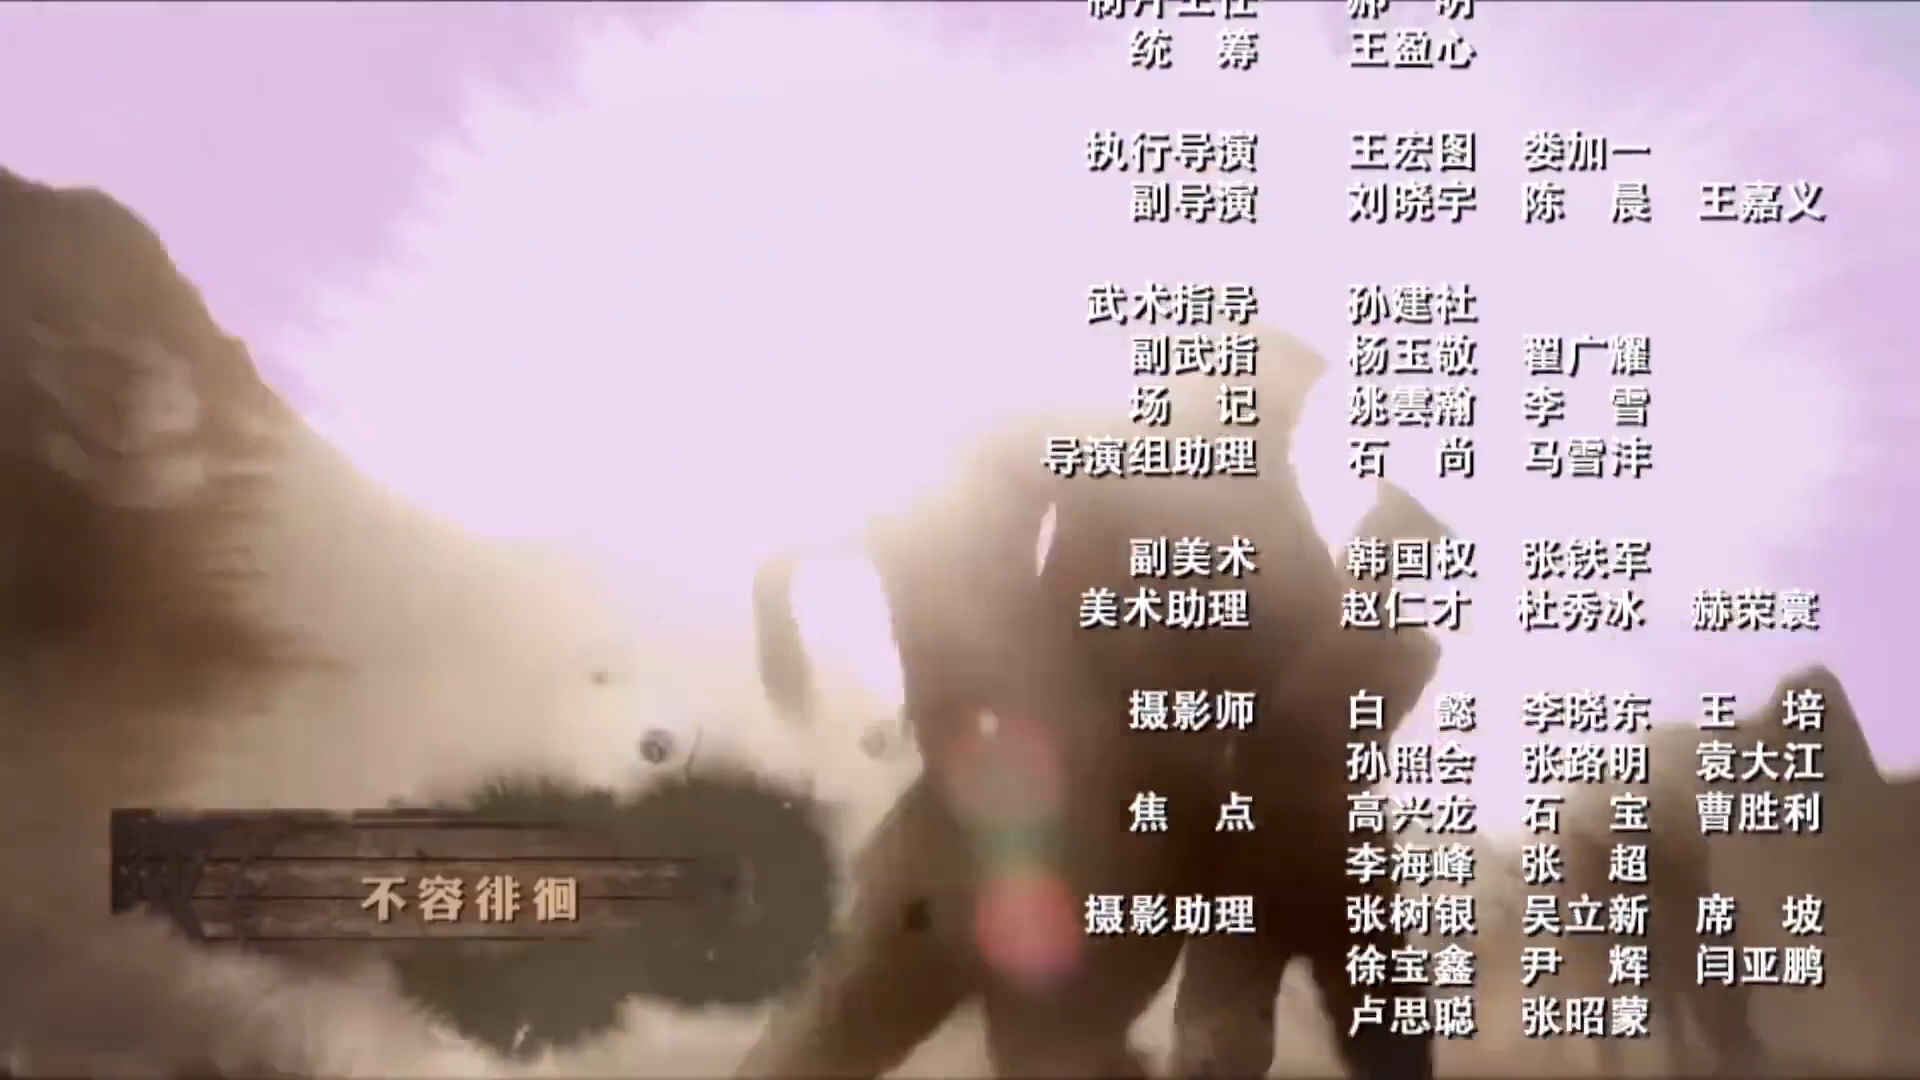 制片主任 郝 明
统 筹 王盈心
执行导演 王宏图 娄加一
副导演 刘晓宇 陈 晨 王嘉义
武术指导 孙建社
副武指 杨玉敬 翟广耀
场 记 姚雲瀚 李 雪
导演组助理 石 尚 马雪沣
副美术 韩国权 张铁军
美术助理 赵仁才 杜秀冰 赫荣寰
摄影师 白 懿 李晓东 王 培
孙照会 张路明 袁大江
焦 点 高兴龙 石 宝 曹胜利
李海峰 张 超
摄影助理 张树银 吴立新 席 坡
徐宝鑫 尹 辉 闫亚鹏
卢思聪 张昭蒙
不容徘徊